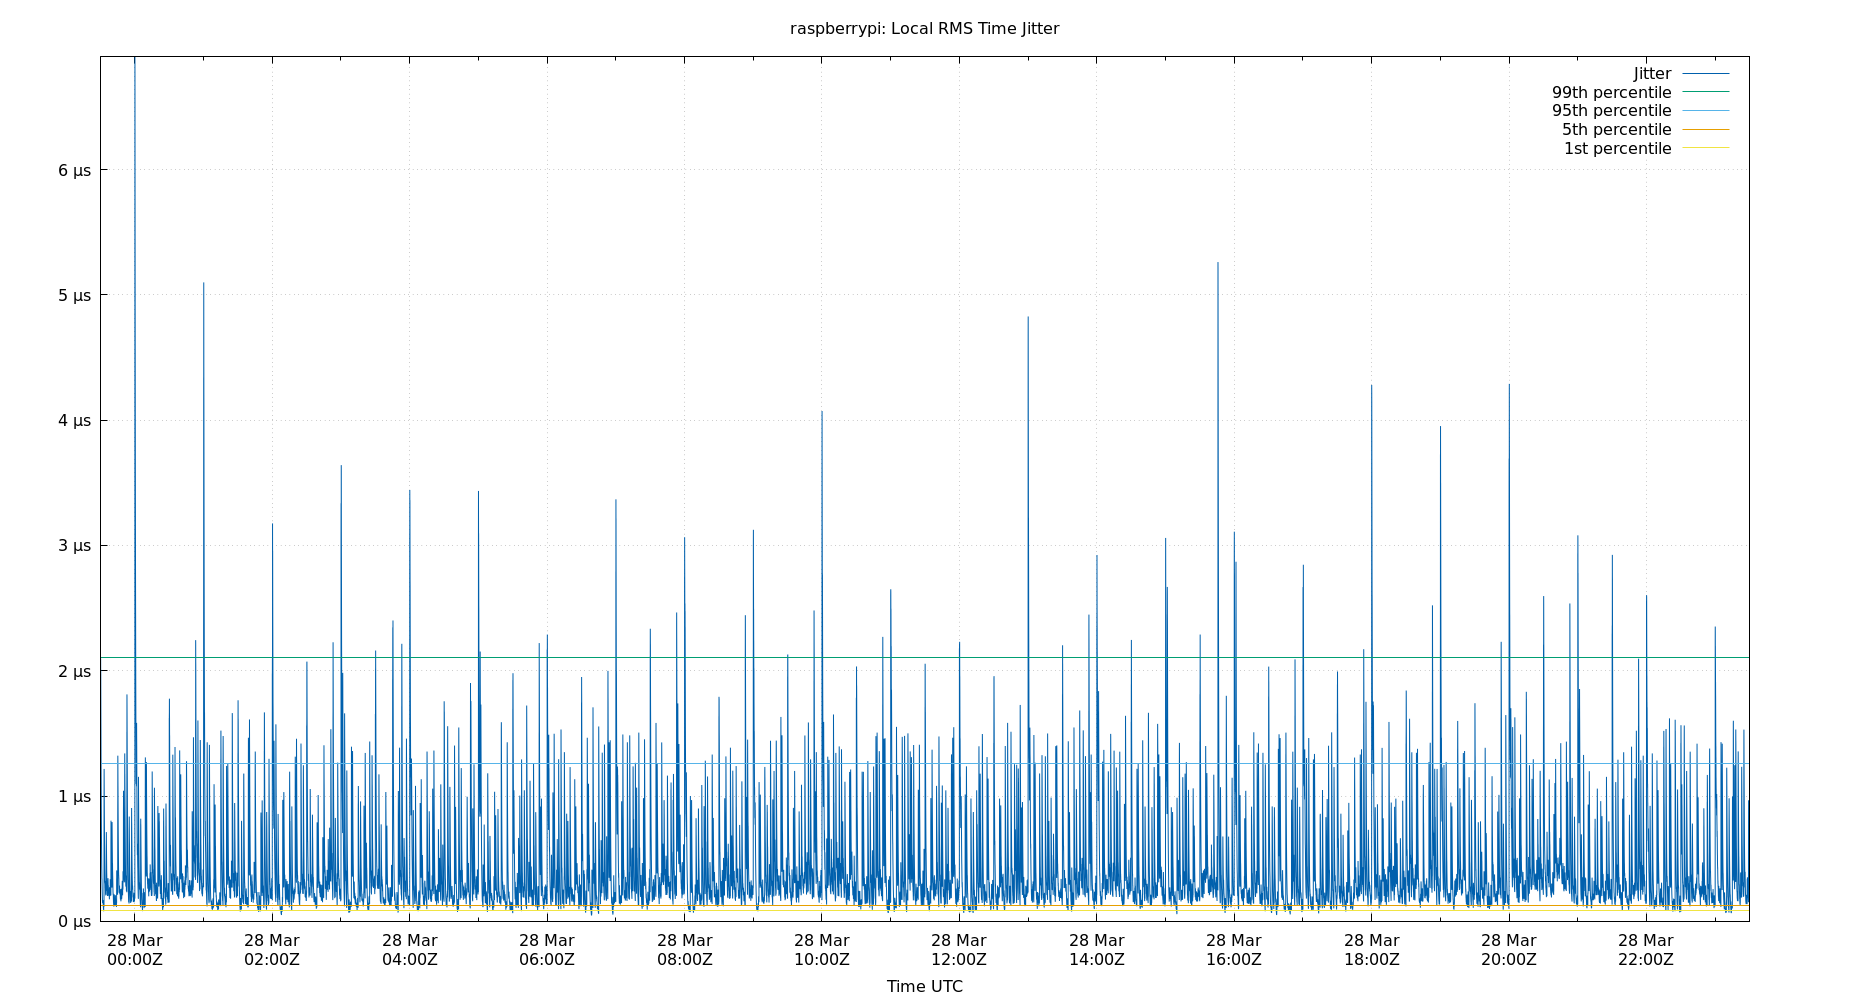 raspberrypi: Local RMS Time Jitter
Jitter
99th percentile
95th percentile
5th percentile
1st percentile
6 µs
5 µs
4 µs
3 µs
2 µs
1 µs
0 µs
28 Mar 28 Mar 28 Mar 28 Mar 28 Mar 28 Mar 28 Mar 28 Mar 28 Mar 28 Mar 28 Mar 28 Mar
00:00Z 02:00Z 04:00Z 06:00Z 08:00Z 10:00Z 12:00Z 14:00Z 16:00Z 18:00Z 20:00Z 22:00Z
Time UTC